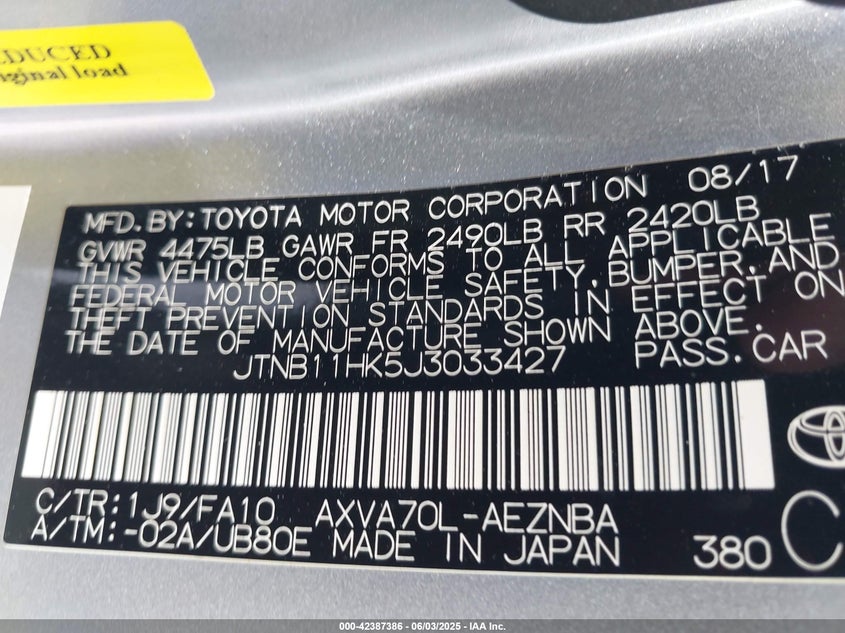 EDUCED
iginal load
MFD.BY:TOYOTA MOTOR CORPORATION 08/17
GVWR 4475LB GAWR FR 2490LB RR 2420LB
THIS VEHICLE CONFORMS TO ALL APPLICABLE
FEDERAL MOTOR VEHICLE SAFETY,BUMPER,AND
THEFT PREVENTION STANDARDS IN EFFECT ON
THE DATE OF MANUFACTURE SHOWN ABOVE.
JTNB11HK5J3033427 PASS.CAR
C/TR:1J9/FA10 AXVA70L-AEZNBA
A/TM:-02A/UB80E MADE IN JAPAN 380 C
000-42387386 - 06/03/2025 - IAA Inc.